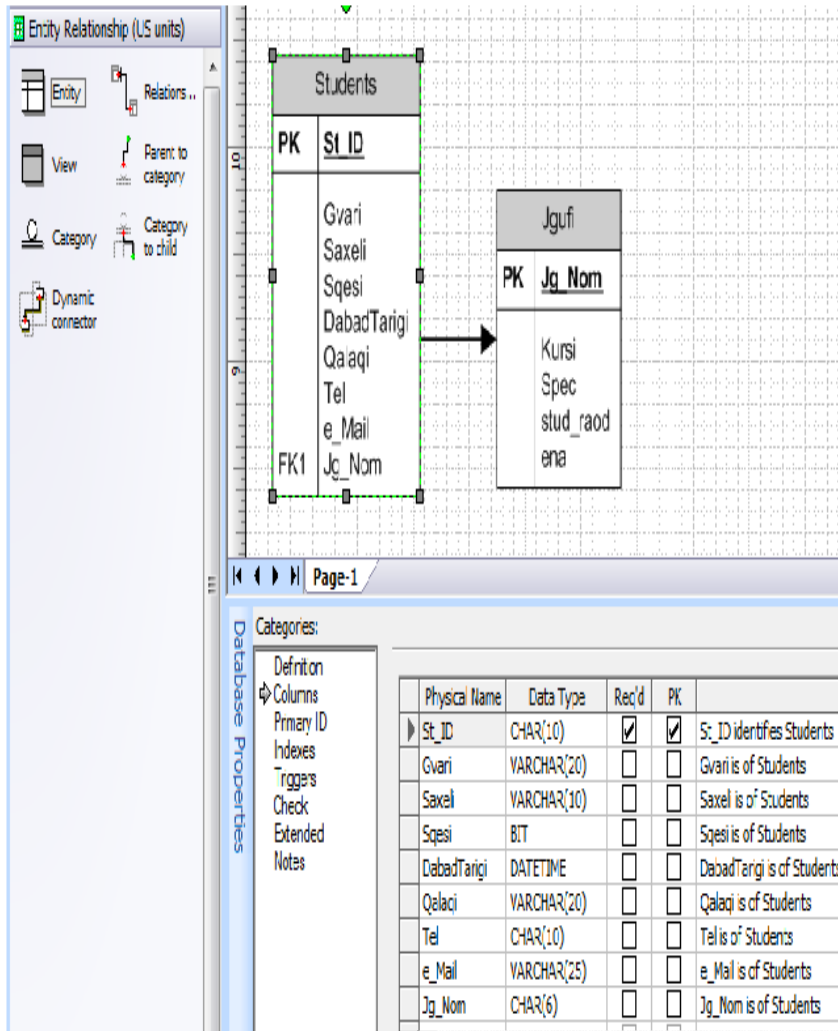 Entity Relationship (US units)
Entity
Relations ..
View
Parent to
category
Category
Category
to child
Dynamic
connector
Students
PK St_ID
Gvari
Saxeli
Sqesi
DabadTarigi
Qalaqi
Tel
e_Mail
FK1 Jg_Nom
Jgufi
PK Jg_Nom
Kursi
Spec
stud_raod
ena
Page-1
Database Properties
Categories:
Definition
Columns
Primary ID
Indexes
Triggers
Check
Extended
Notes
Physical Name Data Type Req'd PK
St_ID CHAR(10) St_ID identifies Students
Gvari VARCHAR(20) Gvari is of Students
Saxeli VARCHAR(10) Saxeli is of Students
Sqesi BIT Sqesi is of Students
DabadTarigi DATETIME DabadTarigi is of Students
Qalaqi VARCHAR(20) Qalaqi is of Students
Tel CHAR(10) Tel is of Students
e_Mail VARCHAR(25) e_Mail is of Students
Jg_Nom CHAR(6) Jg_Nom is of Students